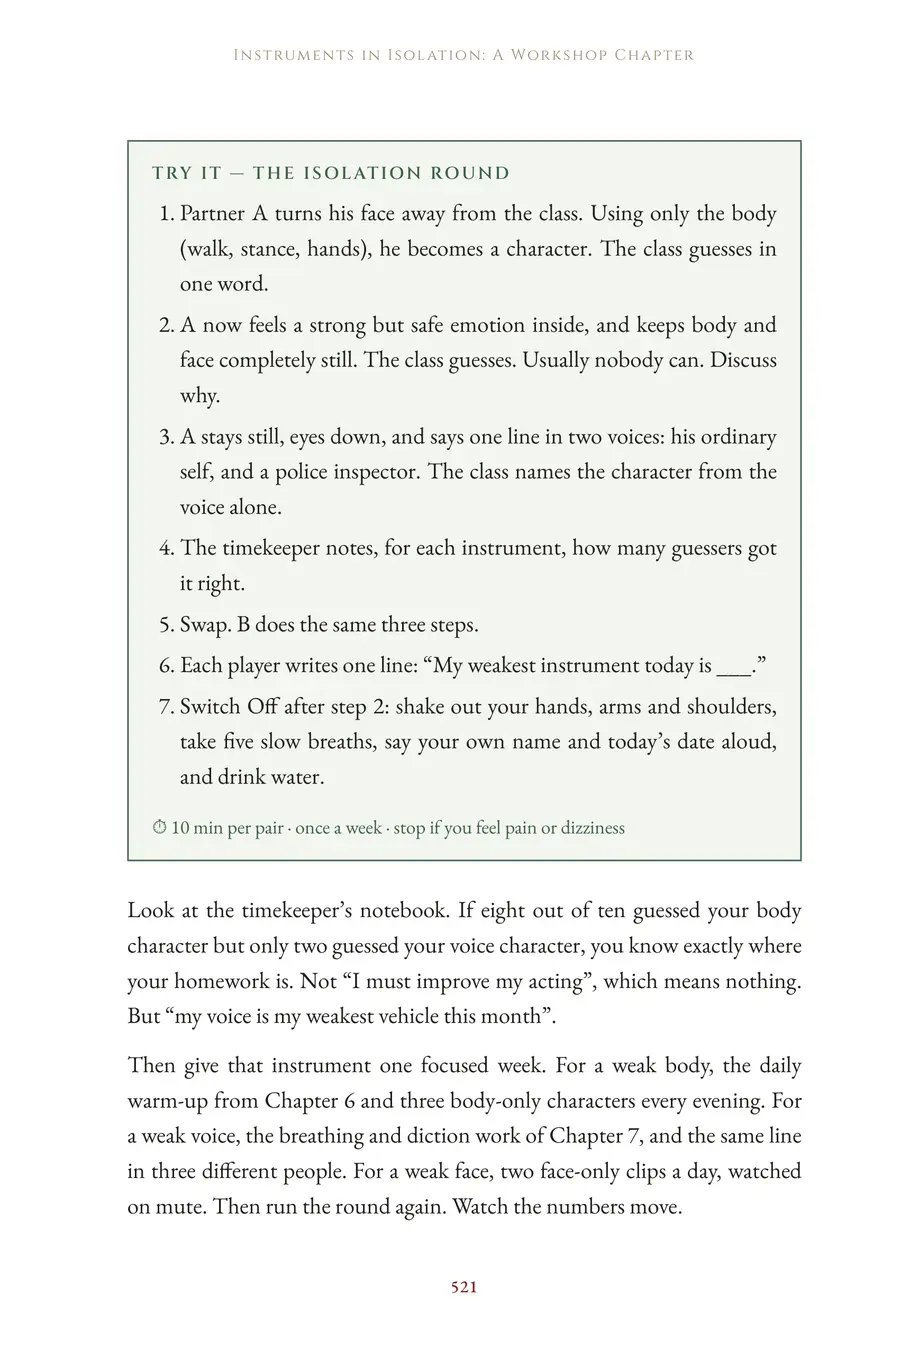 Instruments in Isolation: A Workshop Chapter
TRY IT — THE ISOLATION ROUND
1. Partner A turns his face away from the class. Using only the body
(walk, stance, hands), he becomes a character. The class guesses in
one word.
2. A now feels a strong but safe emotion inside, and keeps body and
face completely still. The class guesses. Usually nobody can. Discuss
why.
3. A stays still, eyes down, and says one line in two voices: his ordinary
self, and a police inspector. The class names the character from the
voice alone.
4. The timekeeper notes, for each instrument, how many guessers got
it right.
5. Swap. B does the same three steps.
6. Each player writes one line: “My weakest instrument today is ___.”
7. Switch Off after step 2: shake out your hands, arms and shoulders,
take five slow breaths, say your own name and today’s date aloud,
and drink water.
⏱ 10 min per pair · once a week · stop if you feel pain or dizziness
Look at the timekeeper’s notebook. If eight out of ten guessed your body
character but only two guessed your voice character, you know exactly where
your homework is. Not “I must improve my acting”, which means nothing.
But “my voice is my weakest vehicle this month”.
Then give that instrument one focused week. For a weak body, the daily
warm-up from Chapter 6 and three body-only characters every evening. For
a weak voice, the breathing and diction work of Chapter 7, and the same line
in three different people. For a weak face, two face-only clips a day, watched
on mute. Then run the round again. Watch the numbers move.
521